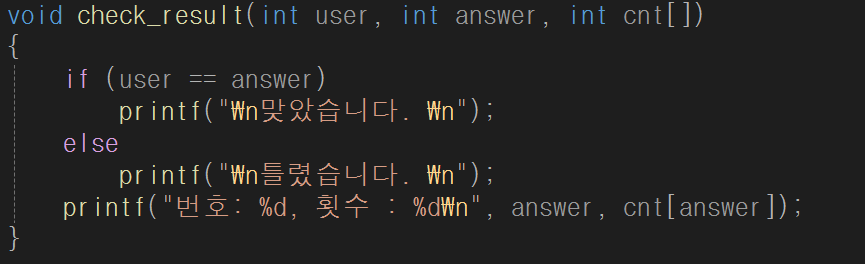 void check_result(int user, int answer, int cnt[])
{
if (user == answer)
printf("₩n맞았습니다. ₩n");
else
printf("₩n틀렸습니다. ₩n");
printf("번호: %d, 횟수 : %d₩n", answer, cnt[answer]);
}